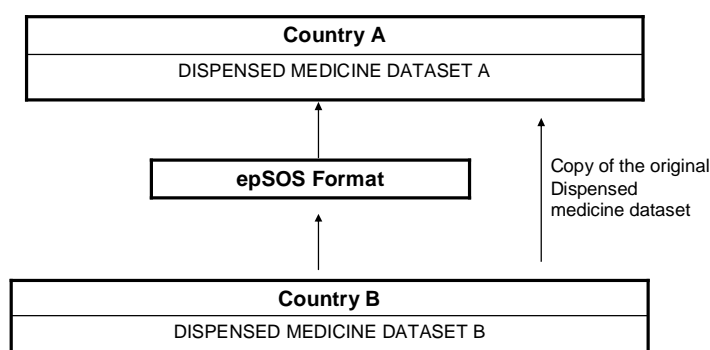 Country A
DISPENSED MEDICINE DATASET A
epSOS Format
Copy of the original
Dispensed
medicine dataset
Country B
DISPENSED MEDICINE DATASET B